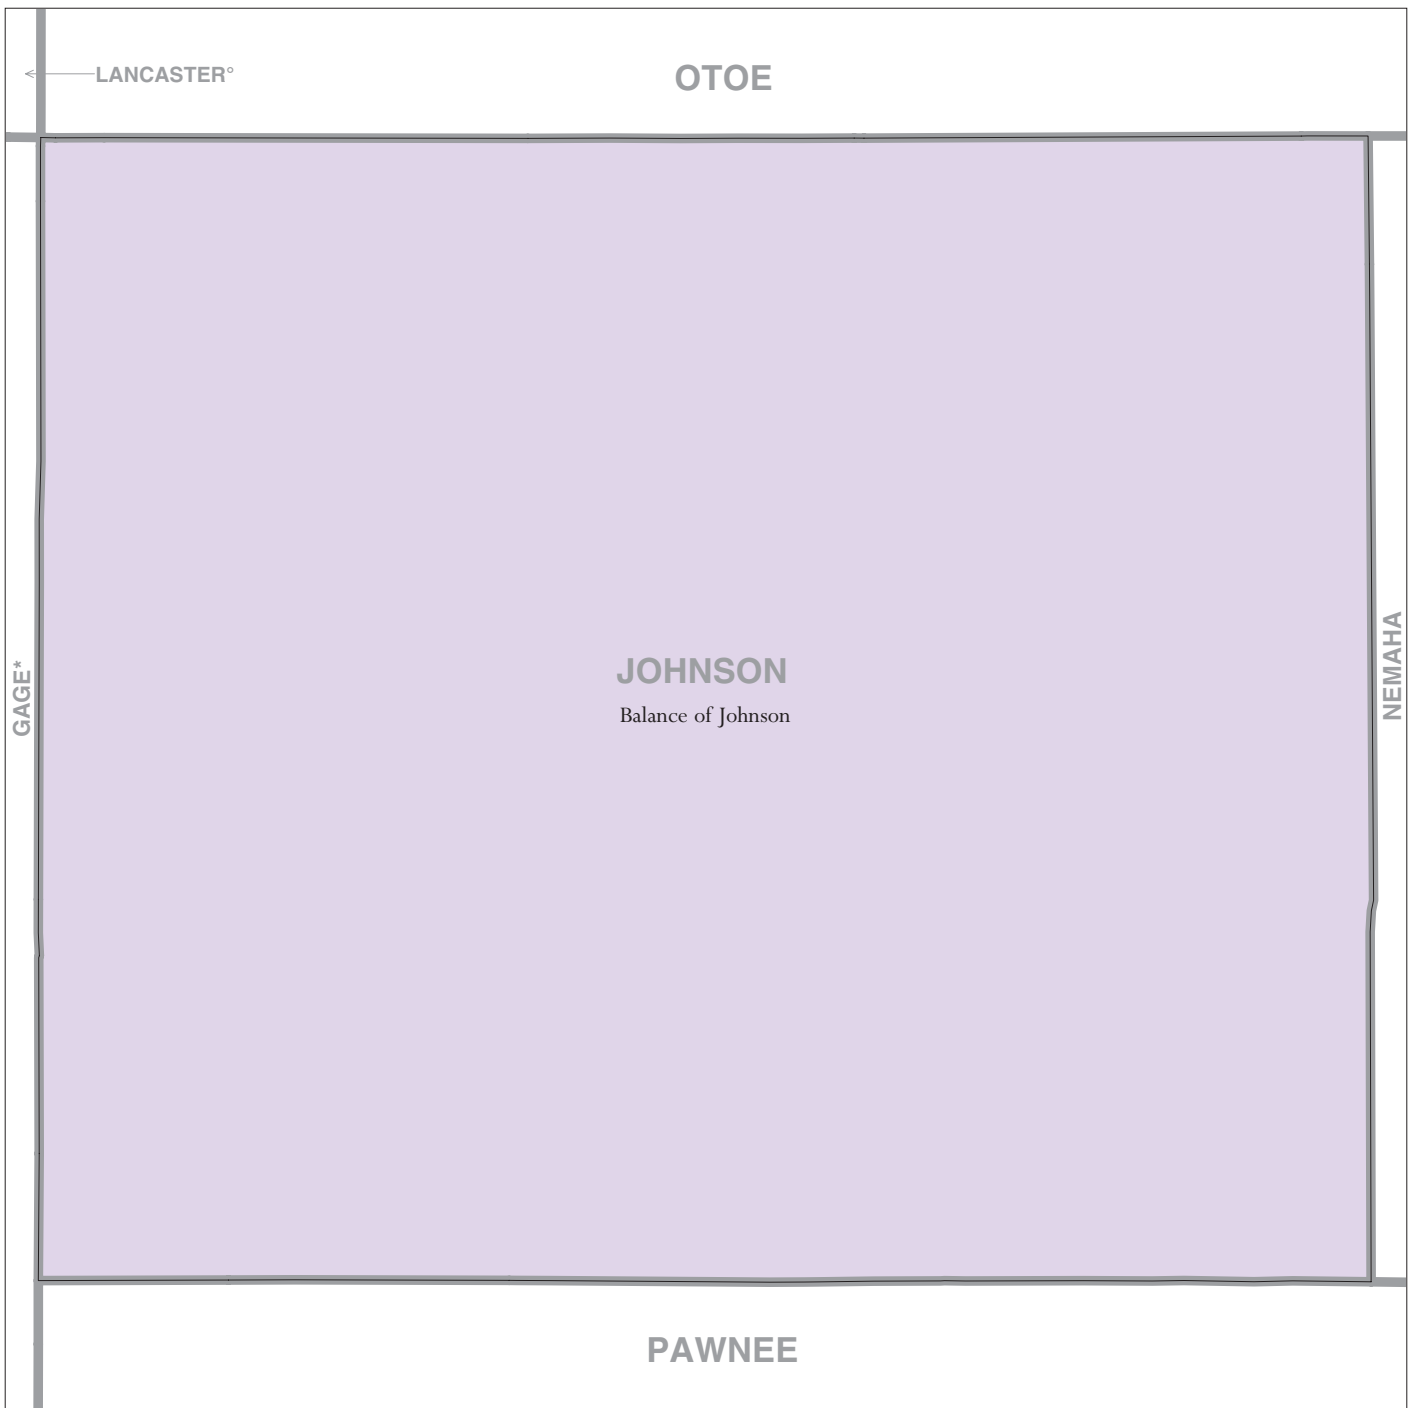 LANCASTER°
OTOE
GAGE*
JOHNSON
Balance of Johnson
NEMAHA
PAWNEE